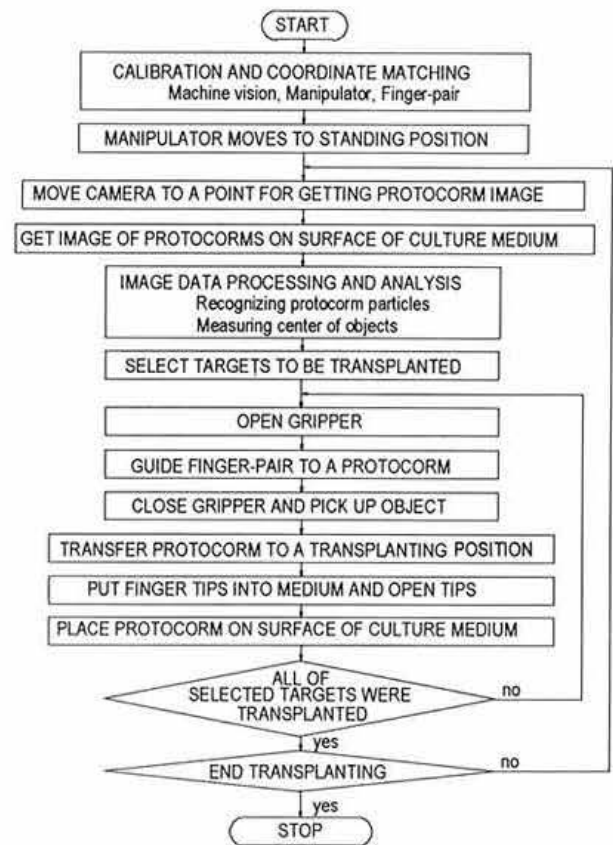 START
CALIBRATION AND COORDINATE MATCHING
Machine vision, Manipulator, Finger-pair
MANIPULATOR MOVES TO STANDING POSITION
MOVE CAMERA TO A POINT FOR GETTING PROTOCORM IMAGE
GET IMAGE OF PROTOCORMS ON SURFACE OF CULTURE MEDIUM
IMAGE DATA PROCESSING AND ANALYSIS
Recognizing protocorm particles
Measuring center of objects
SELECT TARGETS TO BE TRANSPLANTED
OPEN GRIPPER
GUIDE FINGER-PAIR TO A PROTOCORM
CLOSE GRIPPER AND PICK UP OBJECT
TRANSFER PROTOCORM TO A TRANSPLANTING POSITION
PUT FINGER TIPS INTO MEDIUM AND OPEN TIPS
PLACE PROTOCORM ON SURFACE OF CULTURE MEDIUM
ALL OF
SELECTED TARGETS WERE
TRANSPLANTED
no
yes
END TRANSPLANTING
no
yes
STOP